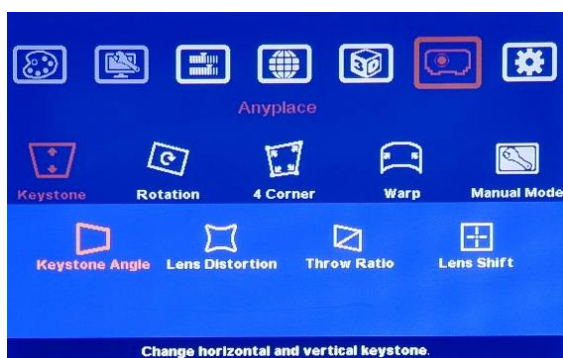 3D
Anyplace
Keystone Rotation 4 Corner Warp Manual Mode
Keystone Angle Lens Distortion Throw Ratio Lens Shift
Change horizontal and vertical keystone.